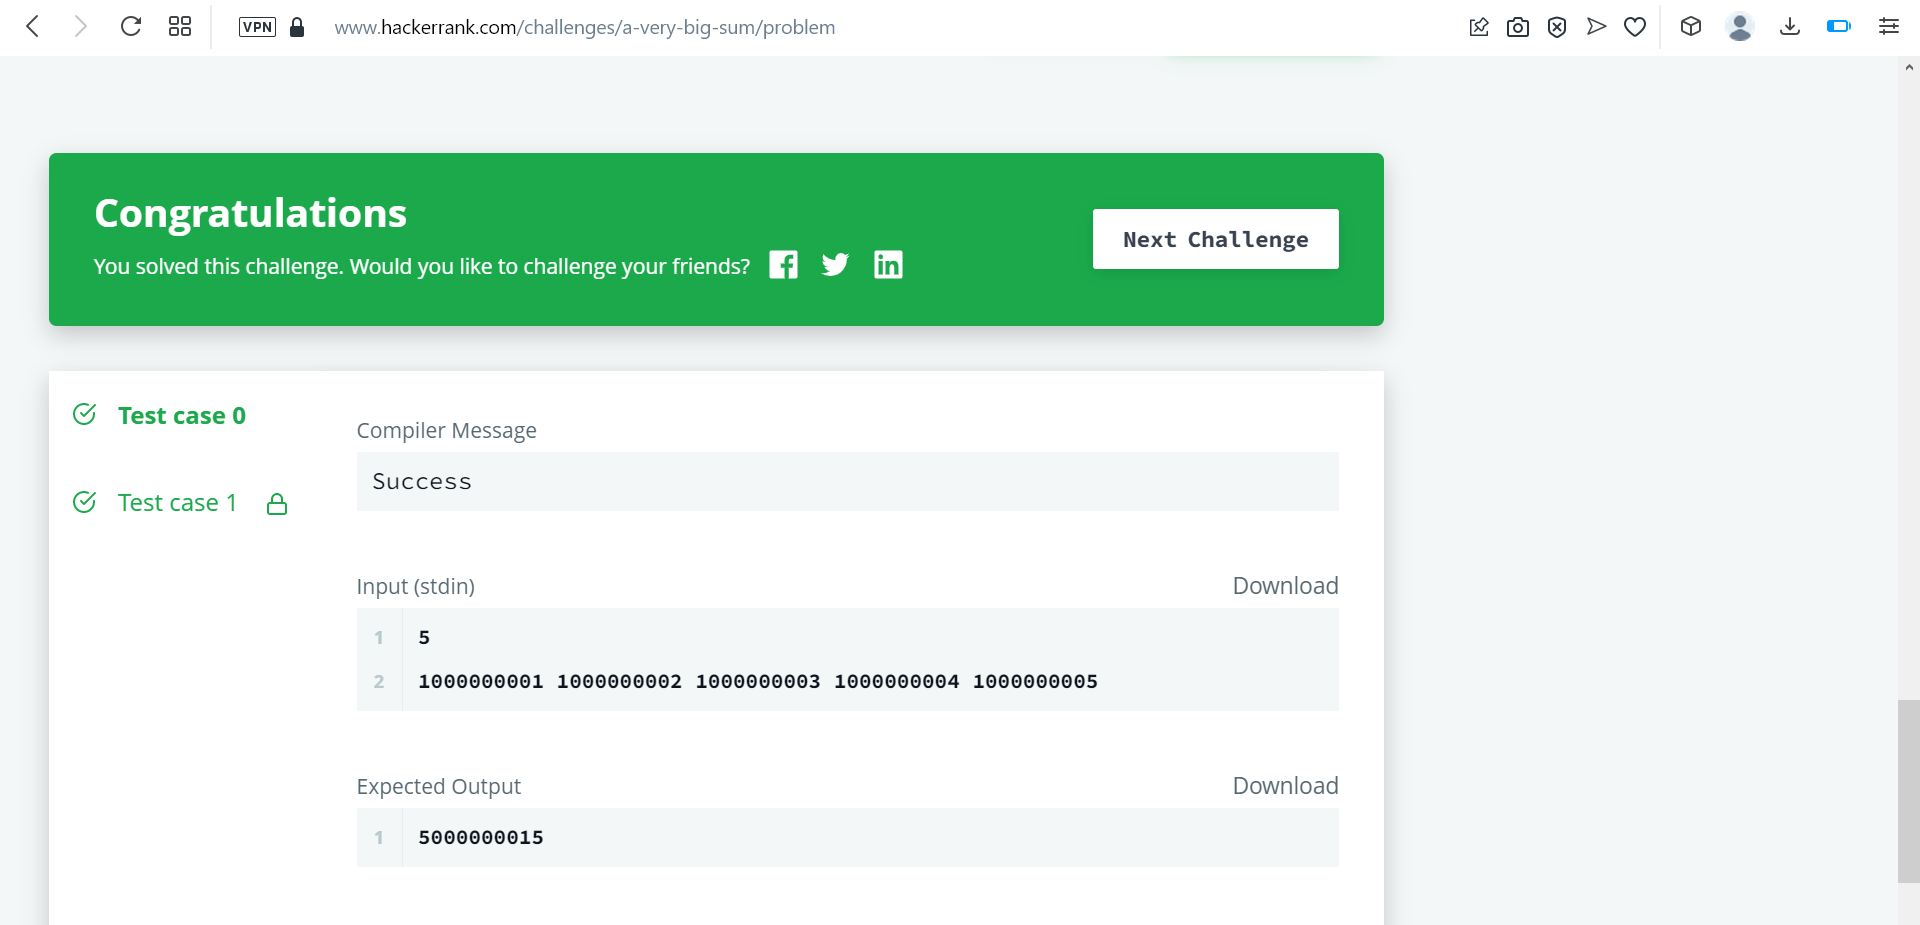 VPN
www.hackerrank.com/challenges/a-very-big-sum/problem
Congratulations
You solved this challenge. Would you like to challenge your friends?
Next Challenge
Test case 0
Test case 1
Compiler Message
Success
Input (stdin)
Download
1 5
2 1000000001 1000000002 1000000003 1000000004 1000000005
Expected Output
Download
1 5000000015